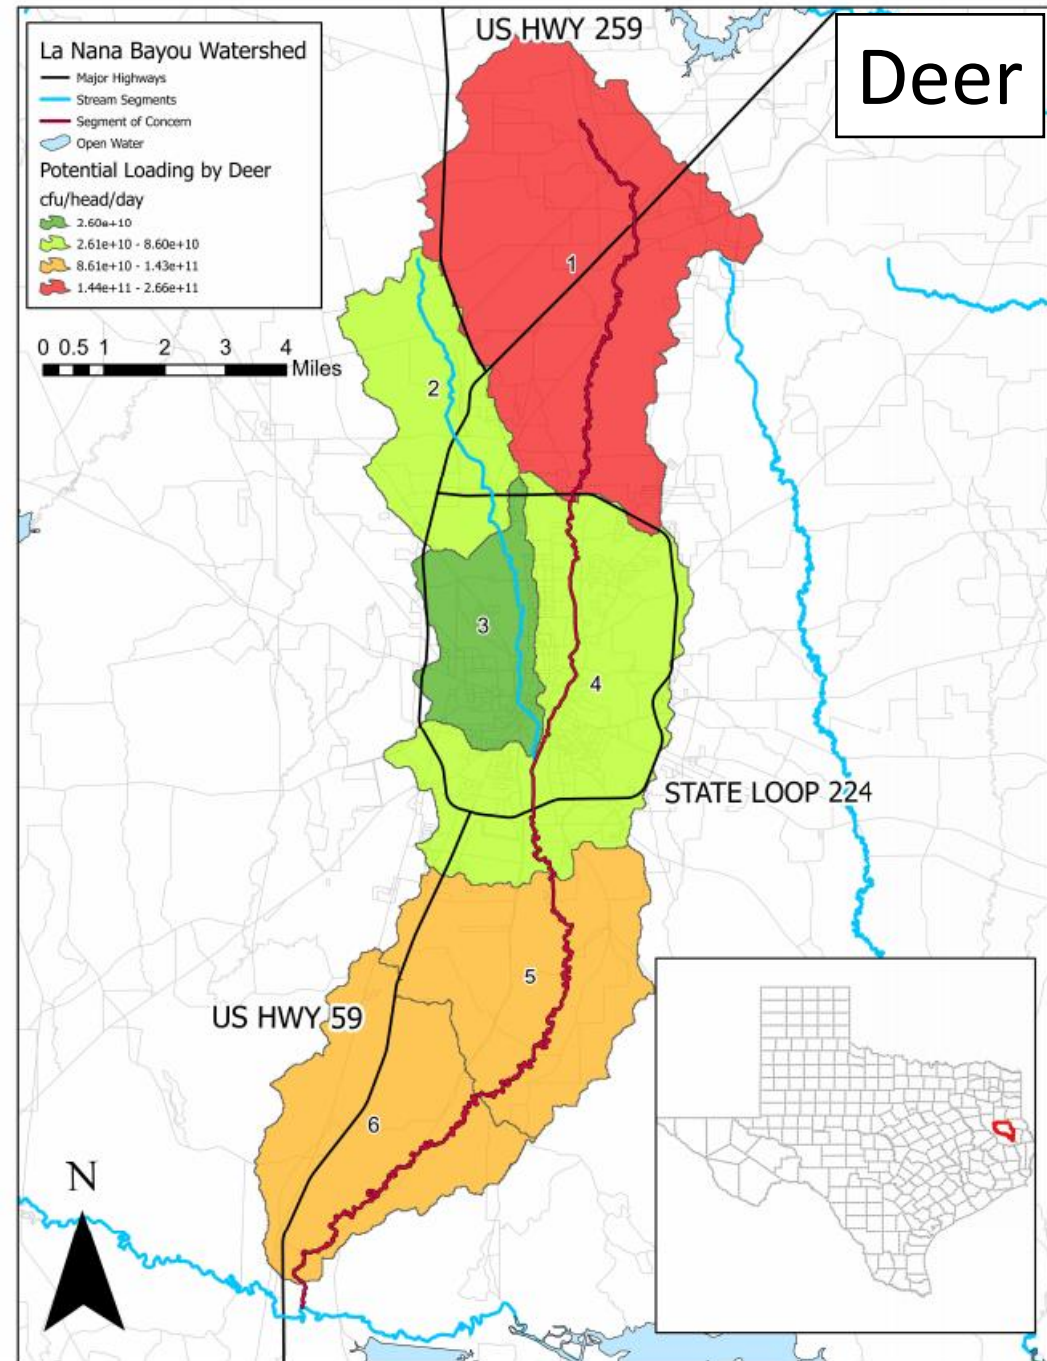 US HWY 259
Deer
La Nana Bayou Watershed
Major Highways
Stream Segments
Segment of Concern
Open Water
Potential Loading by Deer
cfu/head/day
2.60e+10
2.61e+10 - 8.60e+10
8.61e+10 - 1.43e+11
1.44e+11 - 2.66e+11
0 0.5 1 2 3 4
Miles
1
2
3
4
STATE LOOP 224
5
US HWY 59
6
N